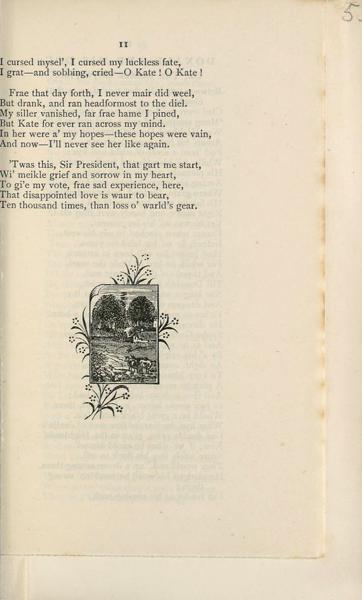 5.
11
I cursed mysel', I cursed my luckless fate,
I grat—and sobbing, cried—O Kate! O Kate!
Frae that day forth, I never mair did weel,
But drank, and ran headformost to the diel.
My siller vanished, far frae hame I pined,
But Kate for ever ran across my mind.
In her were a' my hopes—these hopes were vain,
And now—I'll never see her like again.
'Twas this, Sir President, that gart me start,
Wi' meikle grief and sorrow in my heart,
To gi'e my vote, frae sad experience, here,
That disappointed love is waur to bear,
Ten thousand times, than loss o' warld's gear.